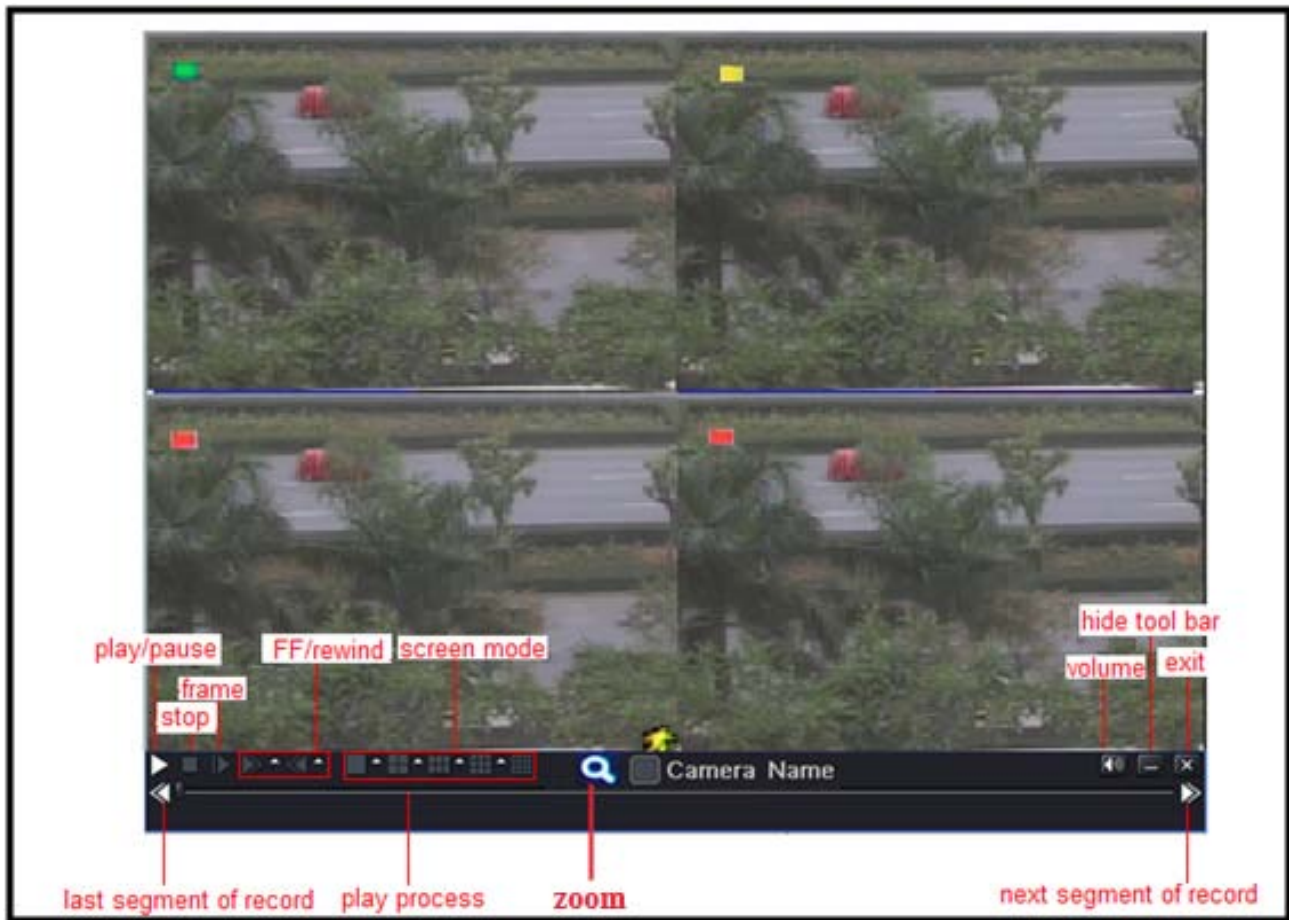 hide tool bar
play/pause
FF/rewind
screen mode
volume
exit
frame
stop
Camera Name
last segment of record
play process
zoom
next segment of record